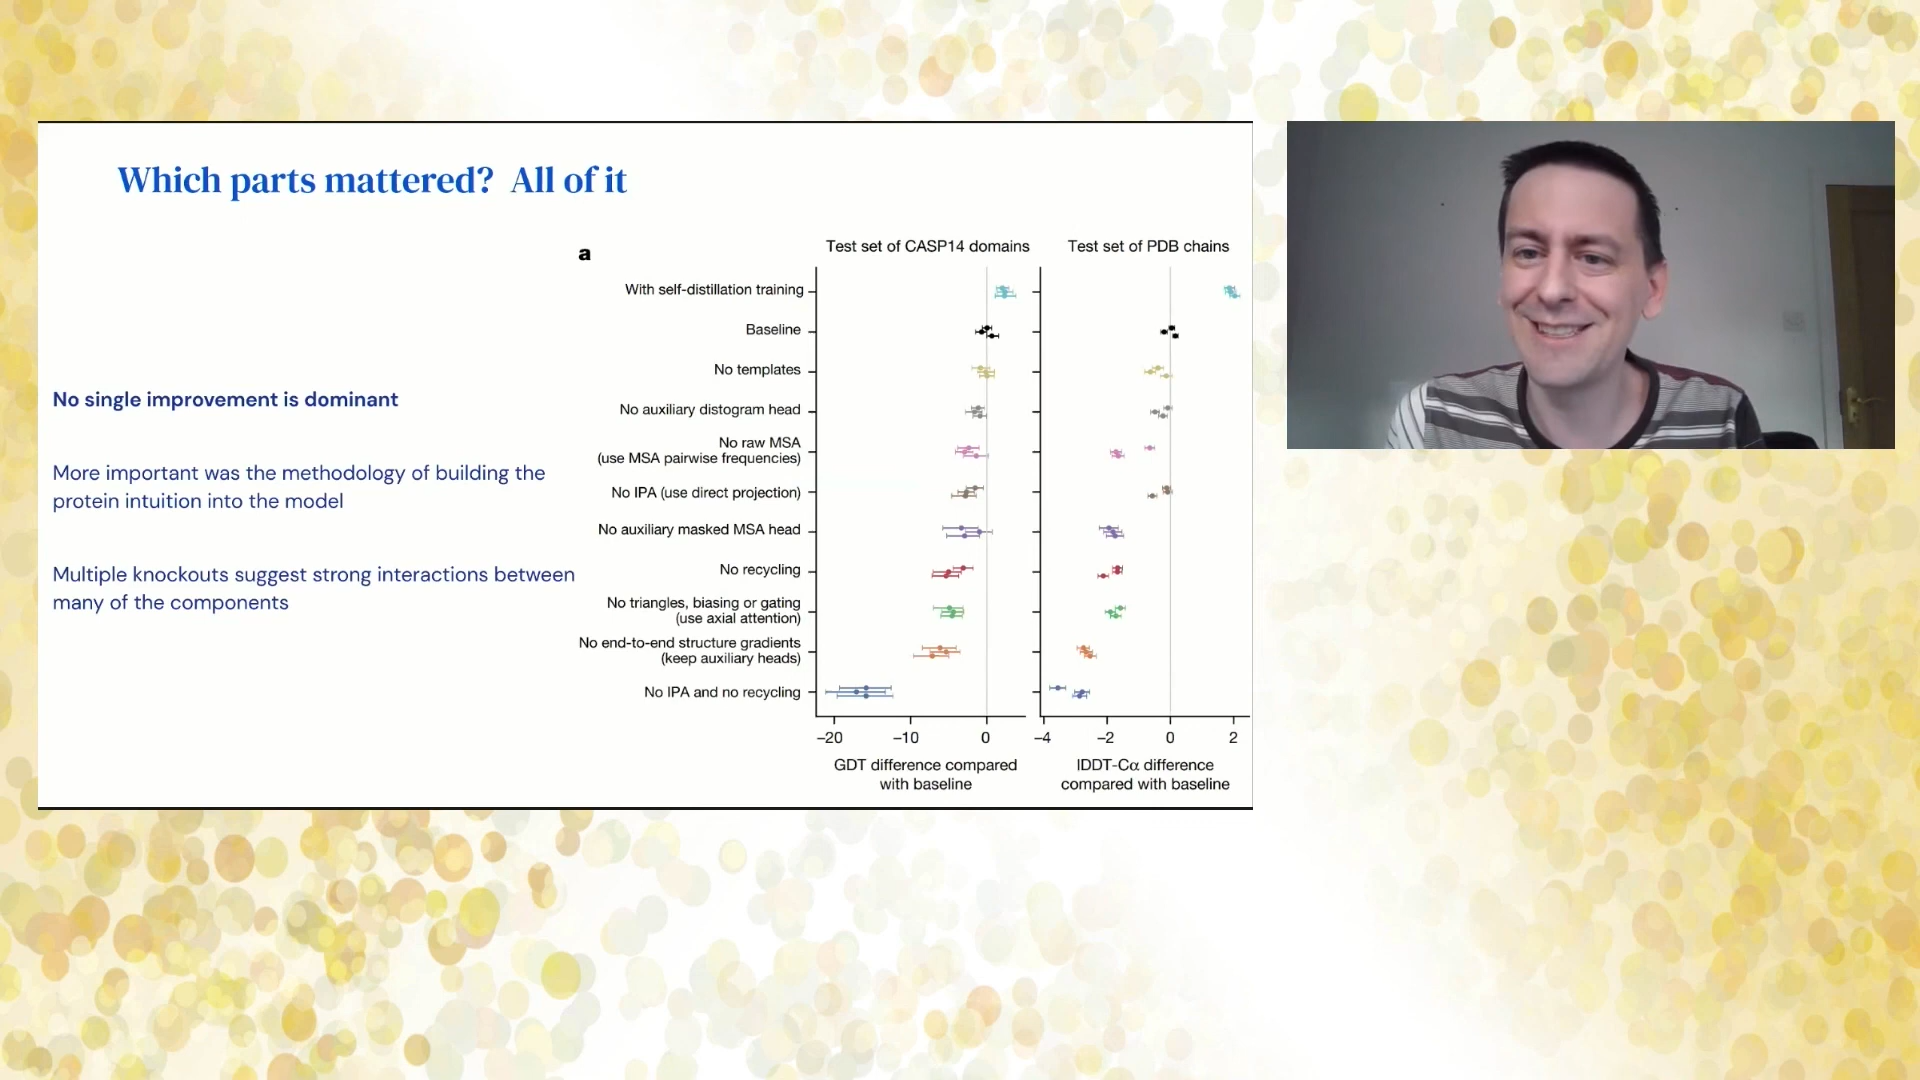 Which parts mattered? All of it
No single improvement is dominant
More important was the methodology of building the
protein intuition into the model
Multiple knockouts suggest strong interactions between
many of the components
a
Test set of CASP14 domains
Test set of PDB chains
With self-distillation training
Baseline
No templates
No auxiliary distogram head
No raw MSA
(use MSA pairwise frequencies)
No IPA (use direct projection)
No auxiliary masked MSA head
No recycling
No triangles, biasing or gating
(use axial attention)
No end-to-end structure gradients
(keep auxiliary heads)
No IPA and no recycling
–20 –10 0
–4 –2 0 2
GDT difference compared
with baseline
lDDT-Cα difference
compared with baseline